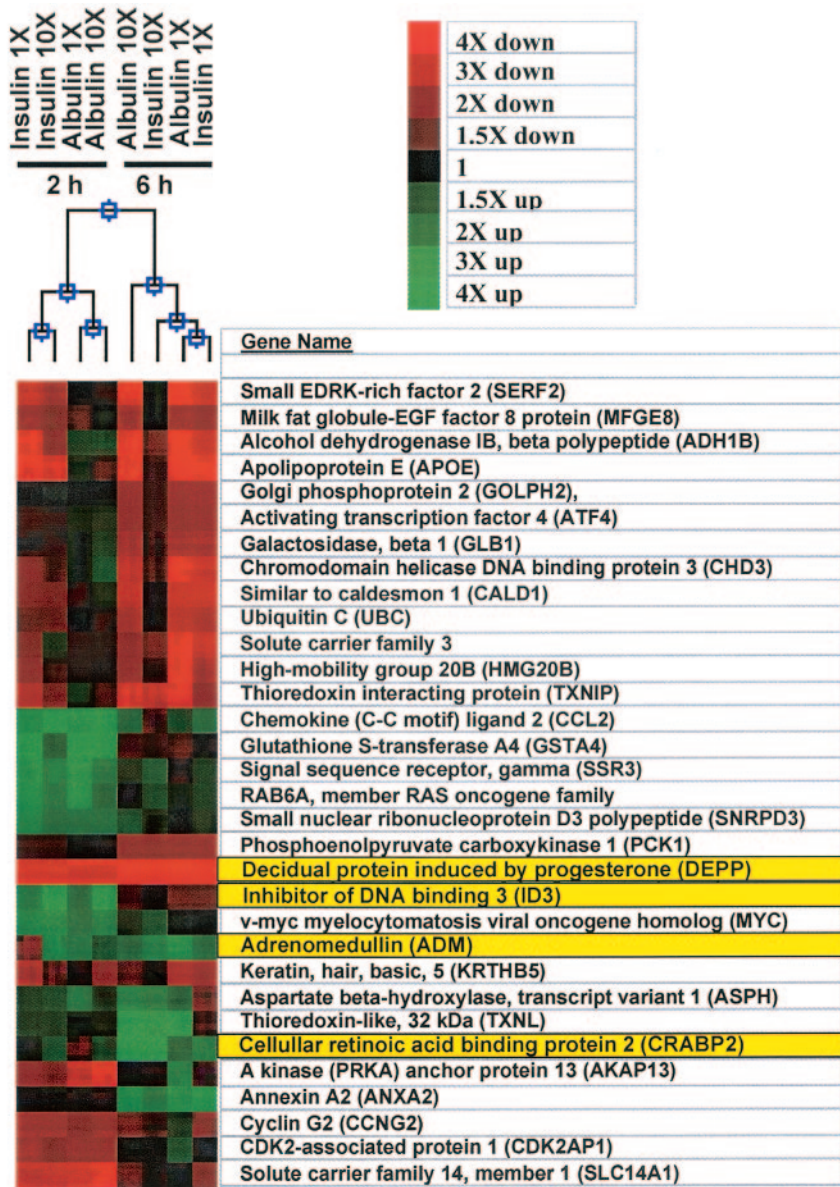 Insulin 1X
Insulin 10X
Albulin 1X
Albulin 10X
Albulin 10X
Insulin 10X
Albulin 1X
Insulin 1X
2 h
6 h
4X down
3X down
2X down
1.5X down
1
1.5X up
2X up
3X up
4X up
Gene Name
Small EDRK-rich factor 2 (SERF2)
Milk fat globule-EGF factor 8 protein (MFGE8)
Alcohol dehydrogenase IB, beta polypeptide (ADH1B)
Apolipoprotein E (APOE)
Golgi phosphoprotein 2 (GOLPH2),
Activating transcription factor 4 (ATF4)
Galactosidase, beta 1 (GLB1)
Chromodomain helicase DNA binding protein 3 (CHD3)
Similar to caldesmon 1 (CALD1)
Ubiquitin C (UBC)
Solute carrier family 3
High-mobility group 20B (HMG20B)
Thioredoxin interacting protein (TXNIP)
Chemokine (C-C motif) ligand 2 (CCL2)
Glutathione S-transferase A4 (GSTA4)
Signal sequence receptor, gamma (SSR3)
RAB6A, member RAS oncogene family
Small nuclear ribonucleoprotein D3 polypeptide (SNRPD3)
Phosphoenolpyruvate carboxykinase 1 (PCK1)
Decidual protein induced by progesterone (DEPP)
Inhibitor of DNA binding 3 (ID3)
v-myc myelocytomatosis viral oncogene homolog (MYC)
Adrenomedullin (ADM)
Keratin, hair, basic, 5 (KRTHB5)
Aspartate beta-hydroxylase, transcript variant 1 (ASPH)
Thioredoxin-like, 32 kDa (TXNL)
Cellullar retinoic acid binding protein 2 (CRABP2)
A kinase (PRKA) anchor protein 13 (AKAP13)
Annexin A2 (ANXA2)
Cyclin G2 (CCNG2)
CDK2-associated protein 1 (CDK2AP1)
Solute carrier family 14, member 1 (SLC14A1)